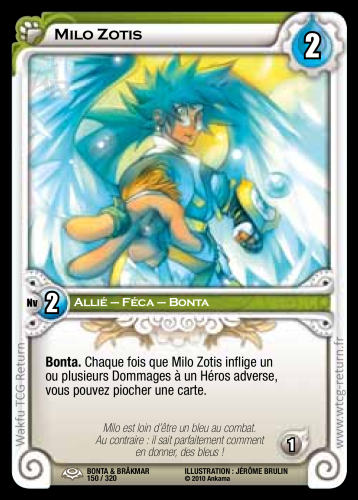 Milo Zotis
2
Nv 2
Allié – Féca – Bonta
Bonta. Chaque fois que Milo Zotis inflige un
ou plusieurs Dommages à un Héros adverse,
vous pouvez piocher une carte.
Milo est loin d'être un bleu au combat.
Au contraire : il sait parfaitement comment
en donner, des bleus !
1
BONTA & BRÂKMAR
150 / 320
ILLUSTRATION : JÉRÔME BRULIN
© 2010 Ankama
Wakfu TCG Return
www.wtcg-return.fr